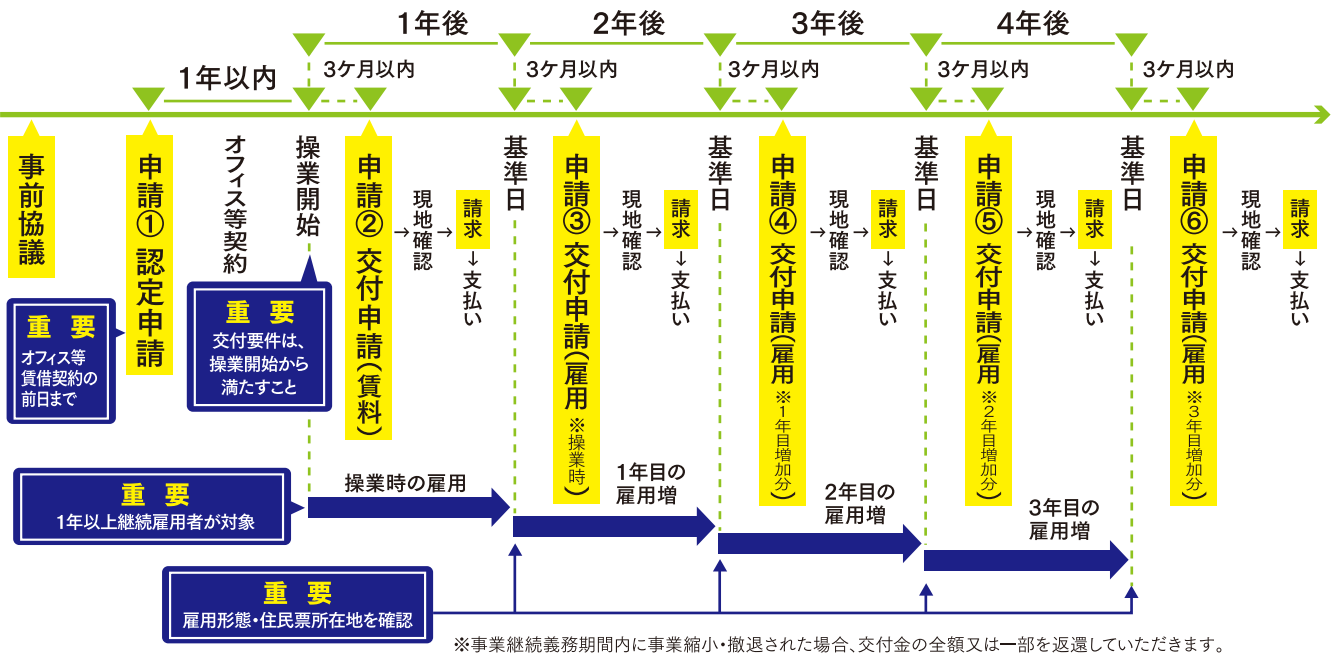 1年後
2年後
3年後
4年後
1年以内
3ケ月以内
3ケ月以内
3ケ月以内
3ケ月以内
3ケ月以内
事前協議
申請① 認定申請
オフィス等契約
操業開始
申請② 交付申請(賃料)
→現地確認→
請求
→支払い
基準日
申請③ 交付申請(雇用 ※操業時)
→現地確認→
請求
→支払い
基準日
申請④ 交付申請(雇用 ※1年目増加分)
→現地確認→
請求
→支払い
基準日
申請⑤ 交付申請(雇用 ※2年目増加分)
→現地確認→
請求
→支払い
基準日
申請⑥ 交付申請(雇用 ※3年目増加分)
→現地確認→
請求
→支払い
重 要
オフィス等
賃借契約の
前日まで
重 要
交付要件は、
操業開始から
満たすこと
重 要
1年以上継続雇用者が対象
操業時の雇用
1年目の
雇用増
2年目の
雇用増
3年目の
雇用増
重 要
雇用形態・住民票所在地を確認
※事業継続義務期間内に事業縮小・撤退された場合、交付金の全額又は一部を返還していただきます。